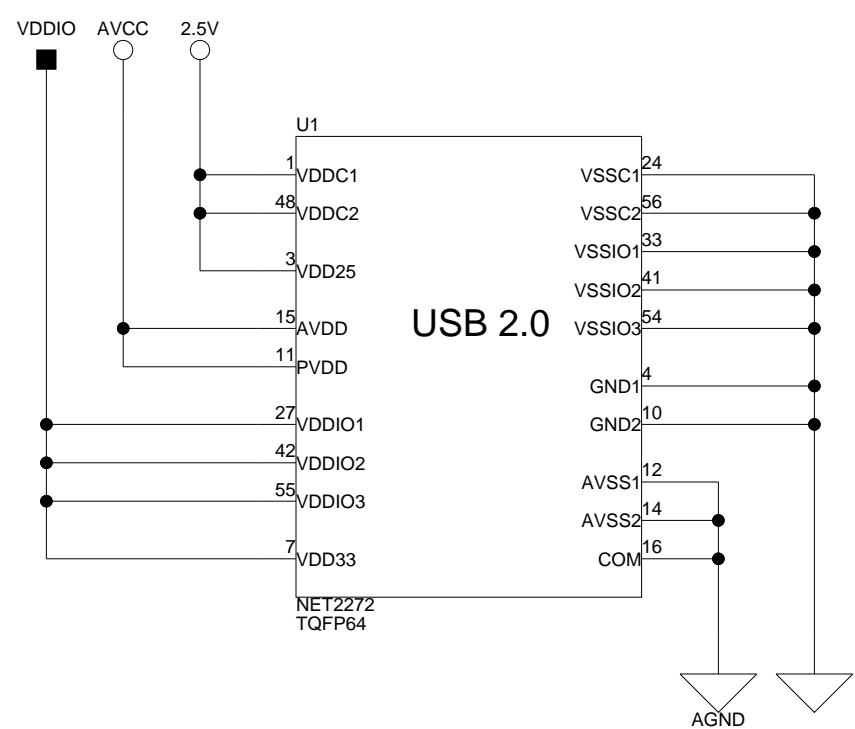 VDDIO AVCC 2.5V
U1
1 VDDC1 VSSC1 24
48 VDDC2 VSSC2 56
VSSIO1 33
3 VDD25
VSSIO2 41
15 AVDD USB 2.0 VSSIO3 54
11 PVDD
GND1 4
27 VDDIO1 GND2 10
42 VDDIO2
AVSS1 12
55 VDDIO3
AVSS2 14
7 VDD33 COM 16
NET2272
TQFP64
AGND